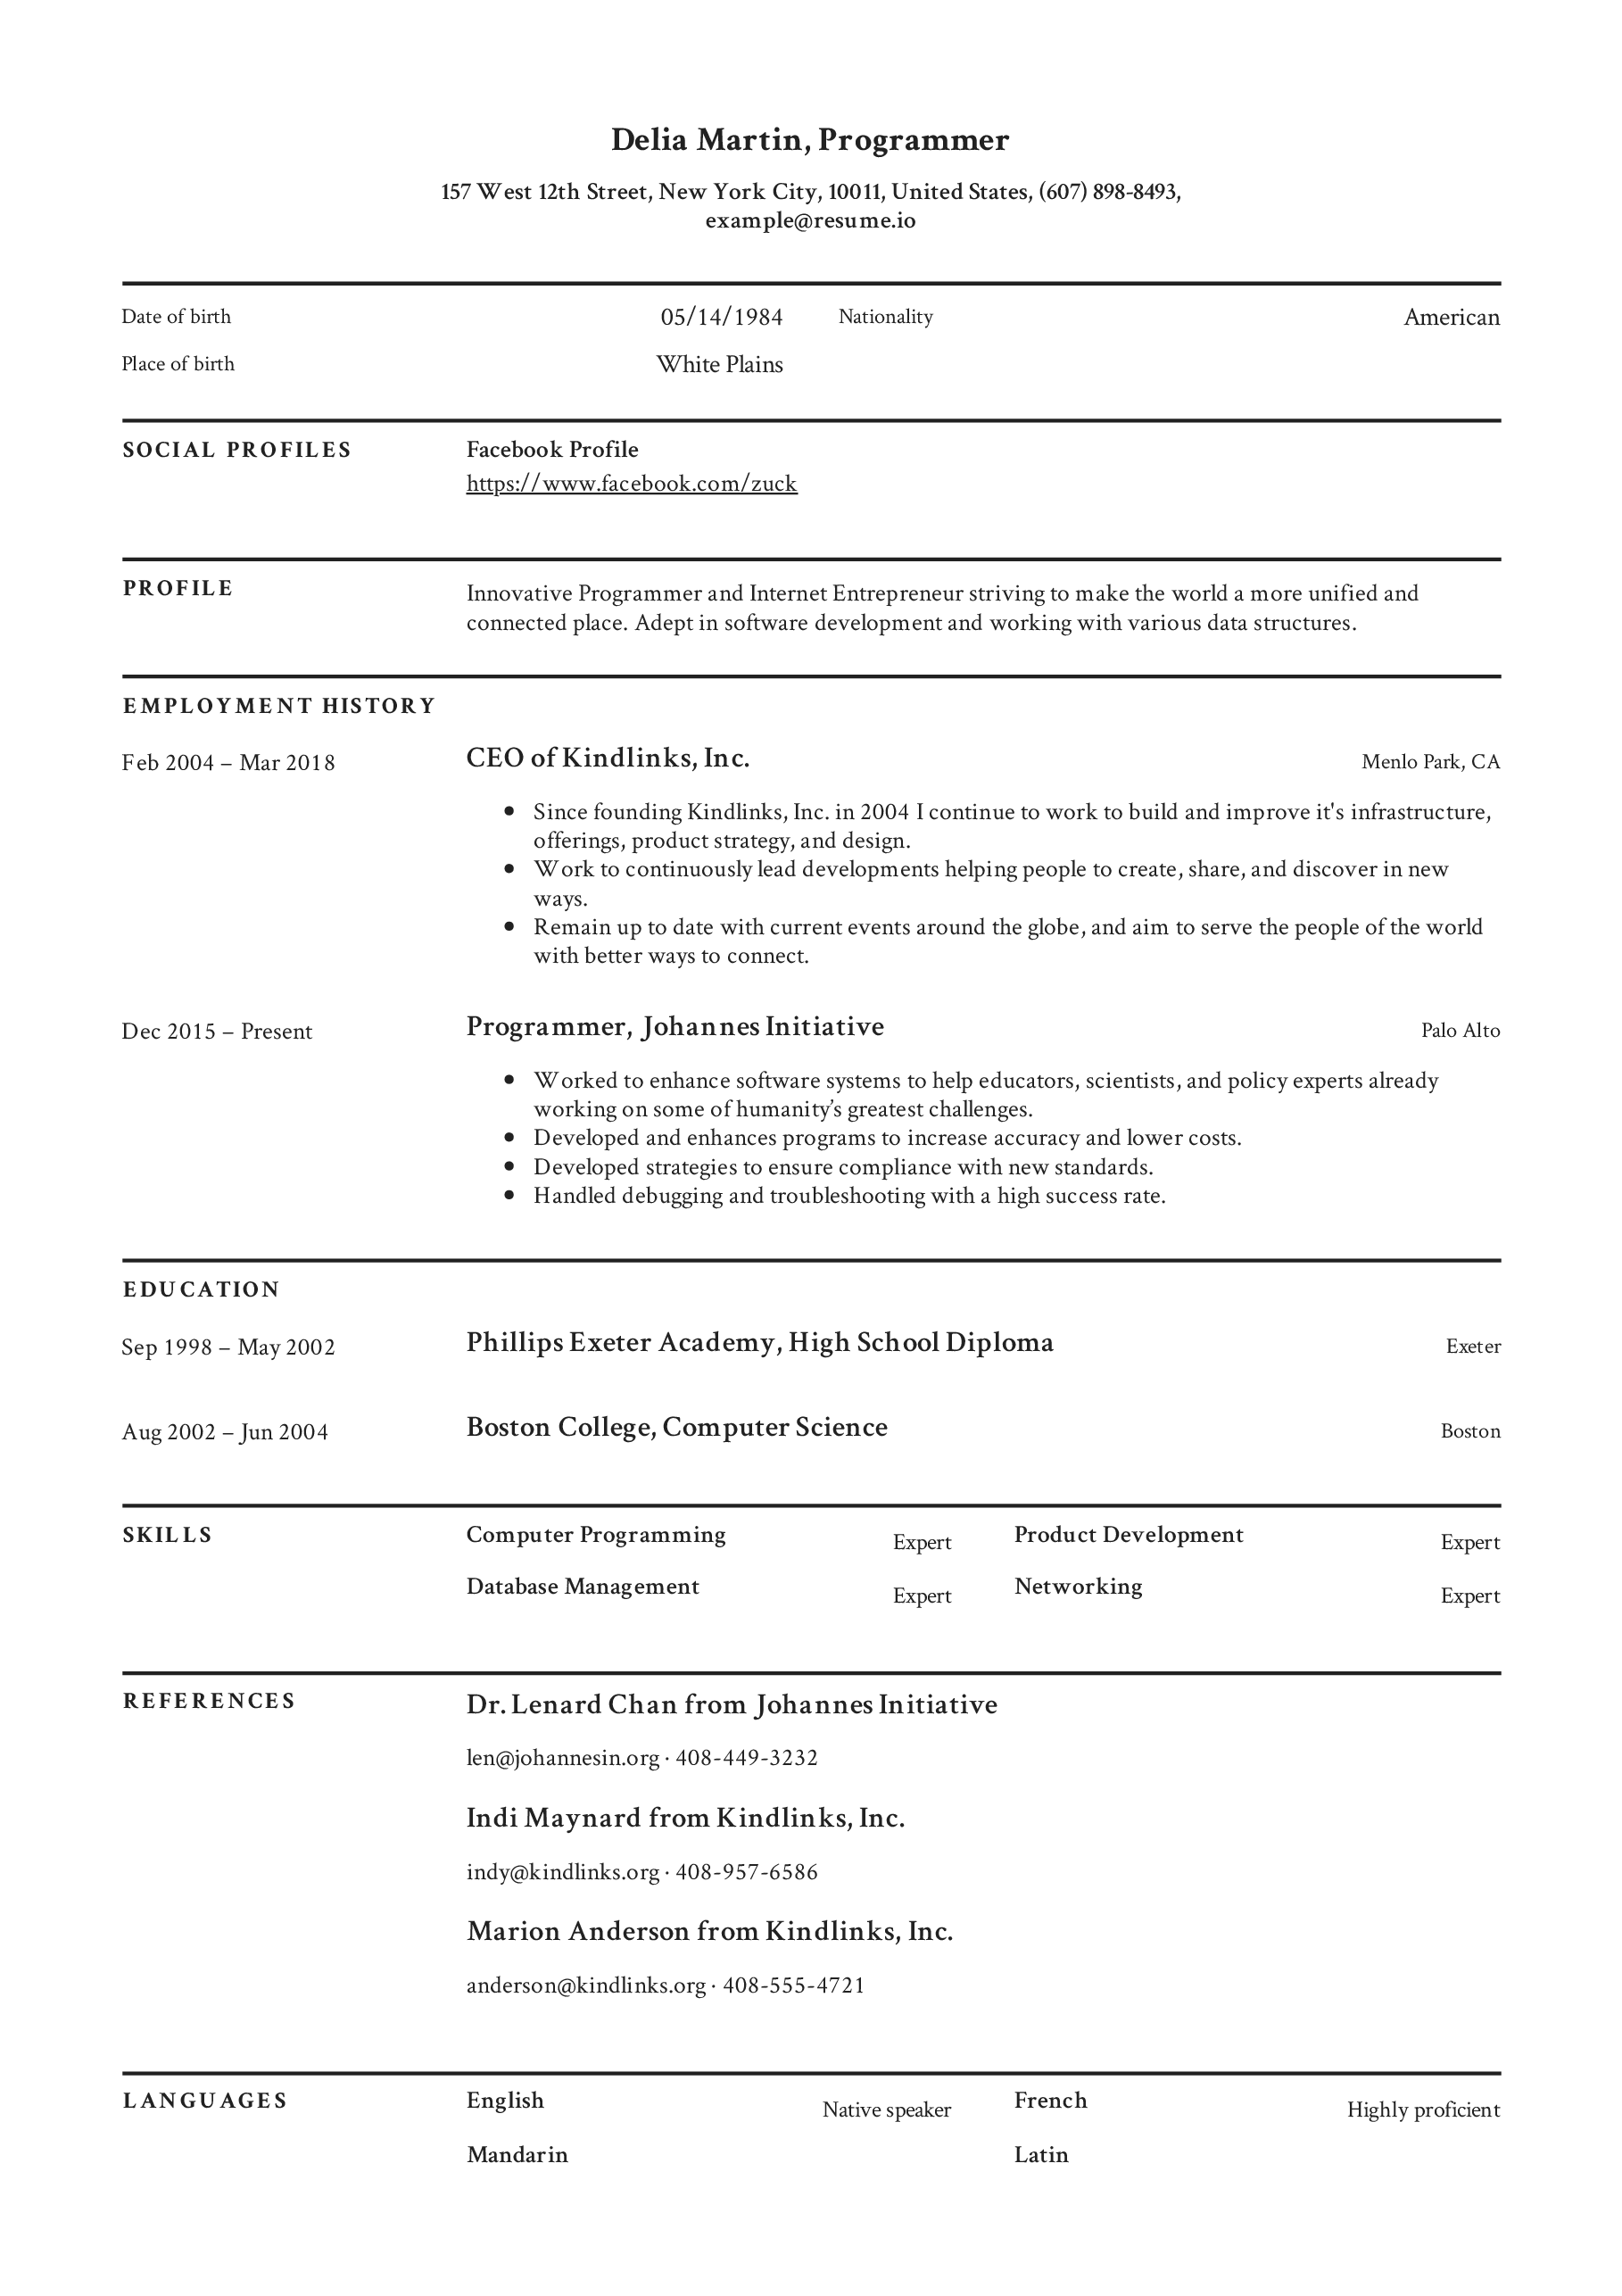 Delia Martin, Programmer
157 West 12th Street, New York City, 10011, United States, (607) 898-8493,
example@resume.io
Date of birth 05/14/1984 Nationality American
Place of birth White Plains
SOCIAL PROFILES Facebook Profile
https://www.facebook.com/zuck
PROFILE Innovative Programmer and Internet Entrepreneur striving to make the world a more unified and
connected place. Adept in software development and working with various data structures.
EMPLOYMENT HISTORY
Feb 2004 – Mar 2018 CEO of Kindlinks, Inc. Menlo Park, CA
• Since founding Kindlinks, Inc. in 2004 I continue to work to build and improve it's infrastructure,
offerings, product strategy, and design.
• Work to continuously lead developments helping people to create, share, and discover in new
ways.
• Remain up to date with current events around the globe, and aim to serve the people of the world
with better ways to connect.
Dec 2015 – Present Programmer, Johannes Initiative Palo Alto
• Worked to enhance software systems to help educators, scientists, and policy experts already
working on some of humanity’s greatest challenges.
• Developed and enhances programs to increase accuracy and lower costs.
• Developed strategies to ensure compliance with new standards.
• Handled debugging and troubleshooting with a high success rate.
EDUCATION
Sep 1998 – May 2002 Phillips Exeter Academy, High School Diploma Exeter
Aug 2002 – Jun 2004 Boston College, Computer Science Boston
SKILLS Computer Programming Expert Product Development Expert
Database Management Expert Networking Expert
REFERENCES Dr. Lenard Chan from Johannes Initiative
len@johannesin.org · 408-449-3232
Indi Maynard from Kindlinks, Inc.
indy@kindlinks.org · 408-957-6586
Marion Anderson from Kindlinks, Inc.
anderson@kindlinks.org · 408-555-4721
LANGUAGES English Native speaker French Highly proficient
Mandarin Latin